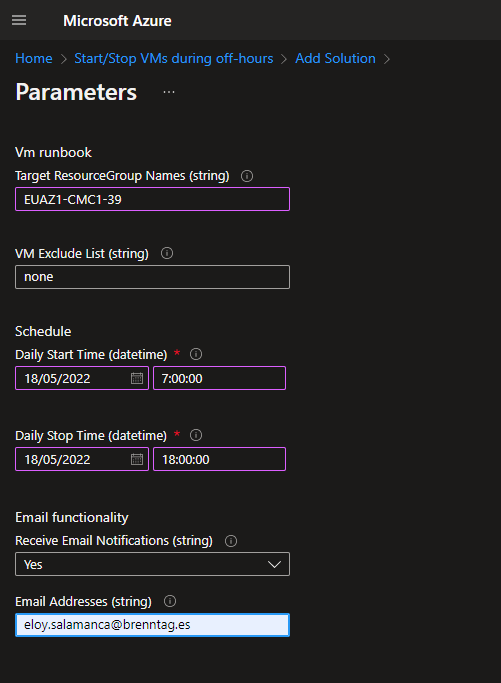 Microsoft Azure
Home > Start/Stop VMs during off-hours > Add Solution >
Parameters ...
Vm runbook
Target ResourceGroup Names (string)
EUAZ1-CMC1-39
VM Exclude List (string)
none
Schedule
Daily Start Time (datetime) *
18/05/2022 7:00:00
Daily Stop Time (datetime) *
18/05/2022 18:00:00
Email functionality
Receive Email Notifications (string)
Yes
Email Addresses (string)
eloy.salamanca@brenntag.es